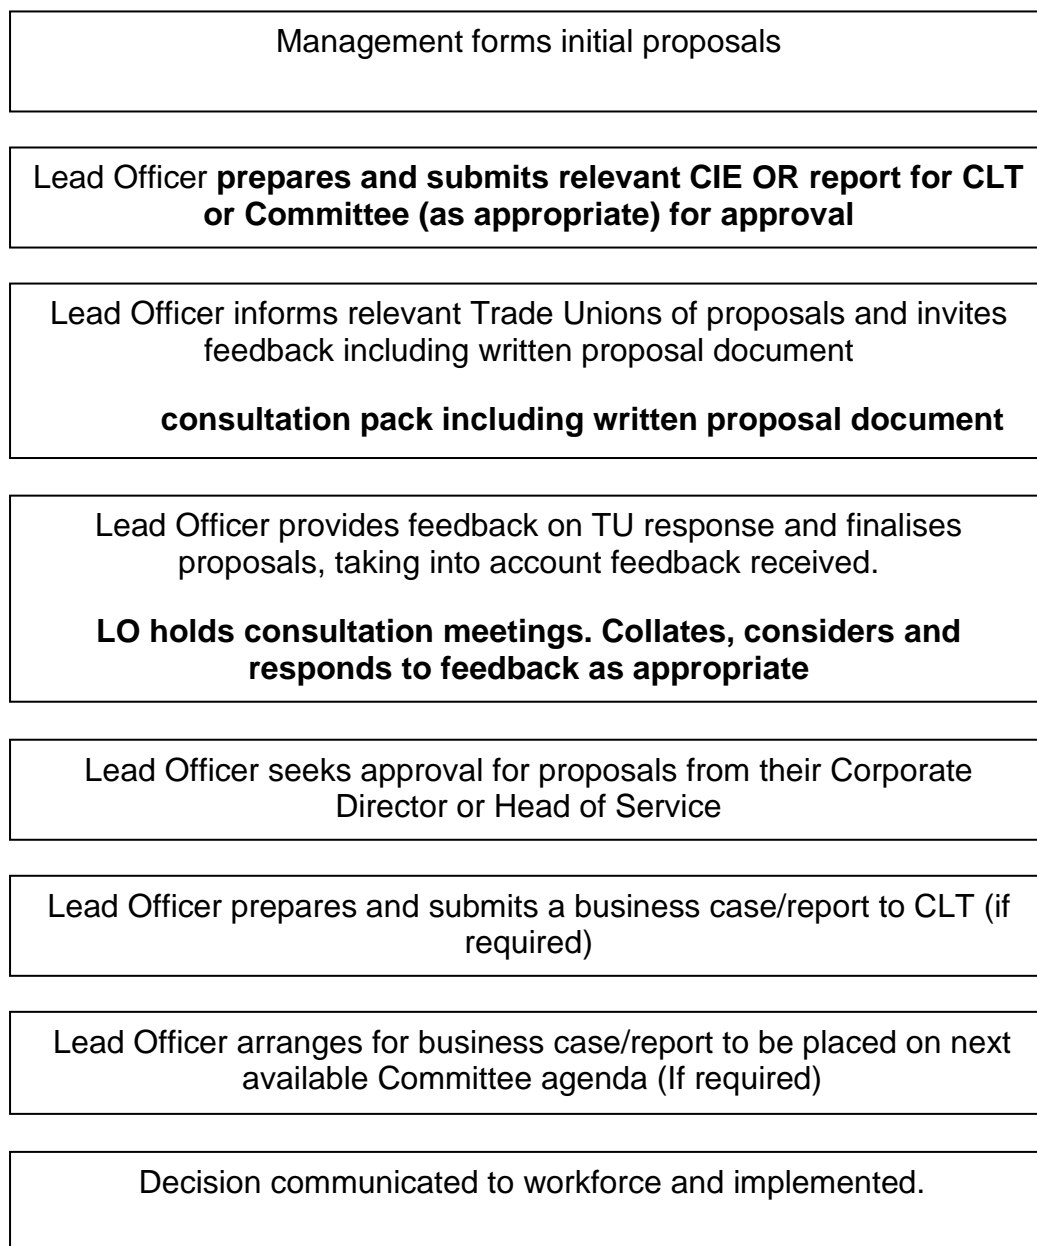 Management forms initial proposals
Lead Officer prepares and submits relevant CIE OR report for CLT
or Committee (as appropriate) for approval
Lead Officer informs relevant Trade Unions of proposals and invites
feedback including written proposal document
consultation pack including written proposal document
Lead Officer provides feedback on TU response and finalises
proposals, taking into account feedback received.
LO holds consultation meetings. Collates, considers and
responds to feedback as appropriate
Lead Officer seeks approval for proposals from their Corporate
Director or Head of Service
Lead Officer prepares and submits a business case/report to CLT (if
required)
Lead Officer arranges for business case/report to be placed on next
available Committee agenda (If required)
Decision communicated to workforce and implemented.